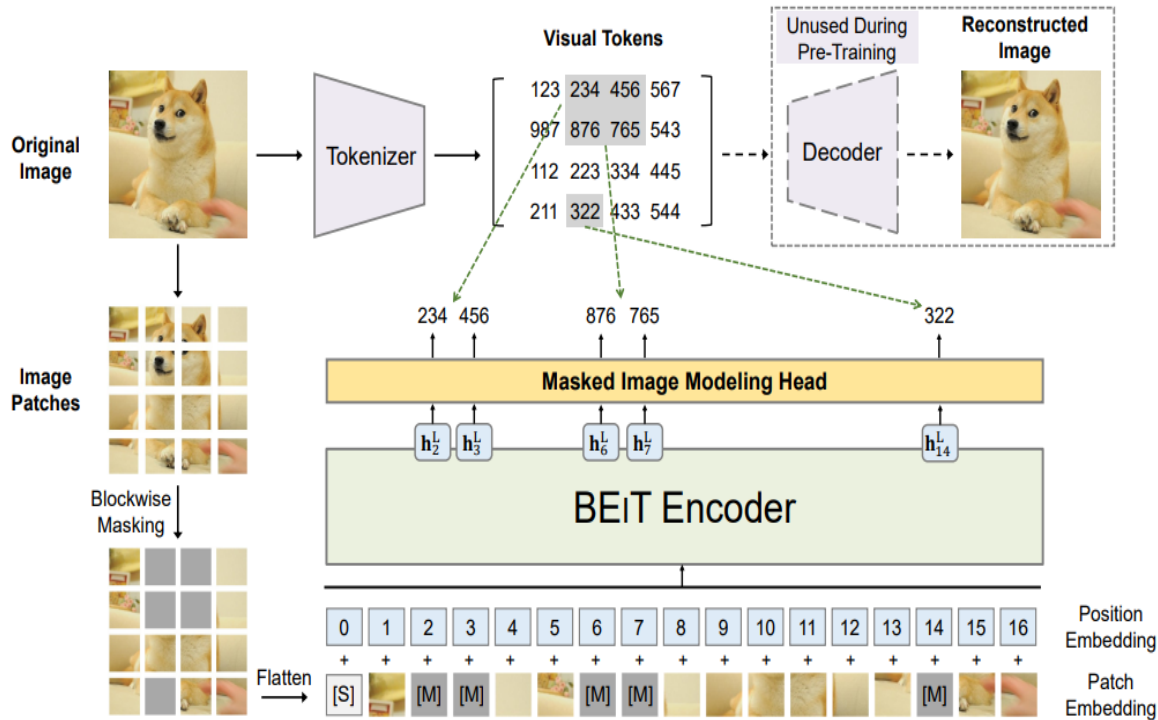 Visual Tokens
Unused During
Pre-Training
Reconstructed
Image
Original
Image
Tokenizer
123 234 456 567
987 876 765 543
112 223 334 445
211 322 433 544
Decoder
234 456 876 765 322
Image
Patches
Masked Image Modeling Head
h₂ᴸ h₃ᴸ h₆ᴸ h₇ᴸ h₁₄ᴸ
BEIT Encoder
Blockwise
Masking
0 1 2 3 4 5 6 7 8 9 10 11 12 13 14 15 16
Position
Embedding
+ + + + + + + + + + + + + + + + +
Flatten
[S] [M] [M] [M] [M] [M]
Patch
Embedding